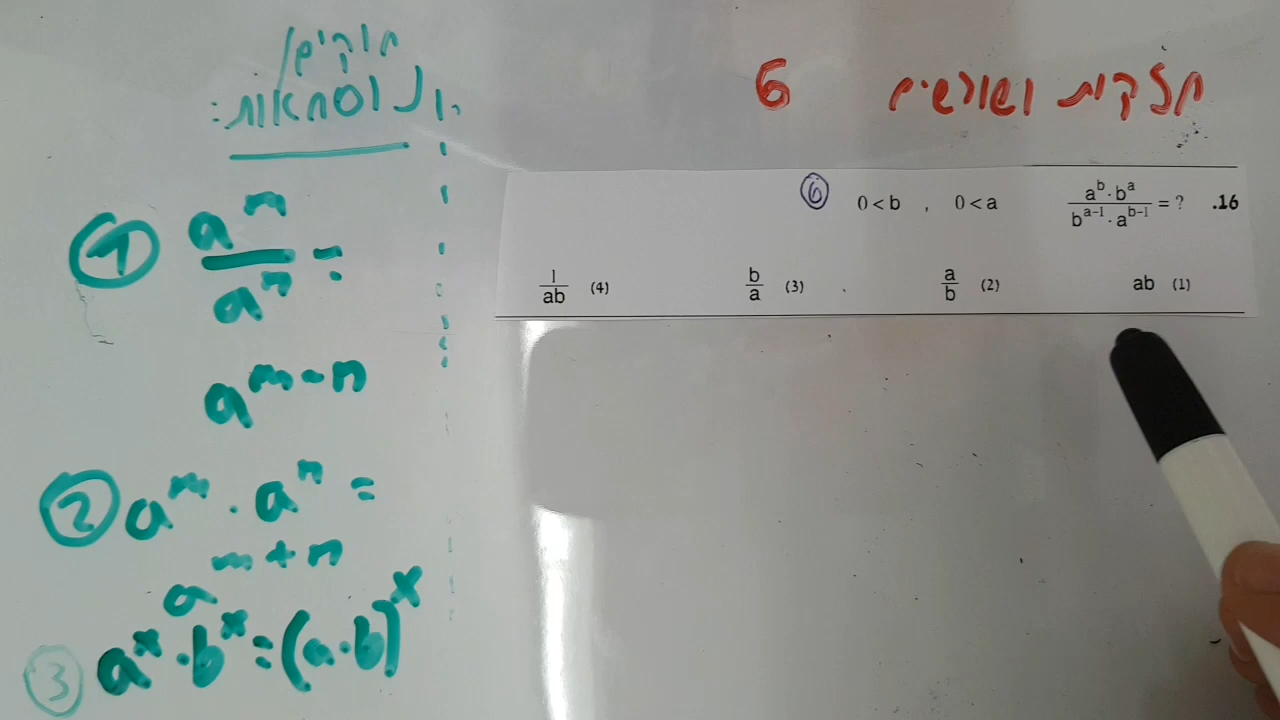 חזקות ושורשים 6
.16 a^b·b^a / b^(a-1)·a^(b-1) = ? 0<a , 0<b ⑥
(1) ab (2) a/b (3) b/a (4) 1/ab
חוקים/
נוסחאות:
① a^m / a^n =
a^(m-n)
② a^m · a^n =
a^(m+n)
③ a^x · b^x = (a·b)^x